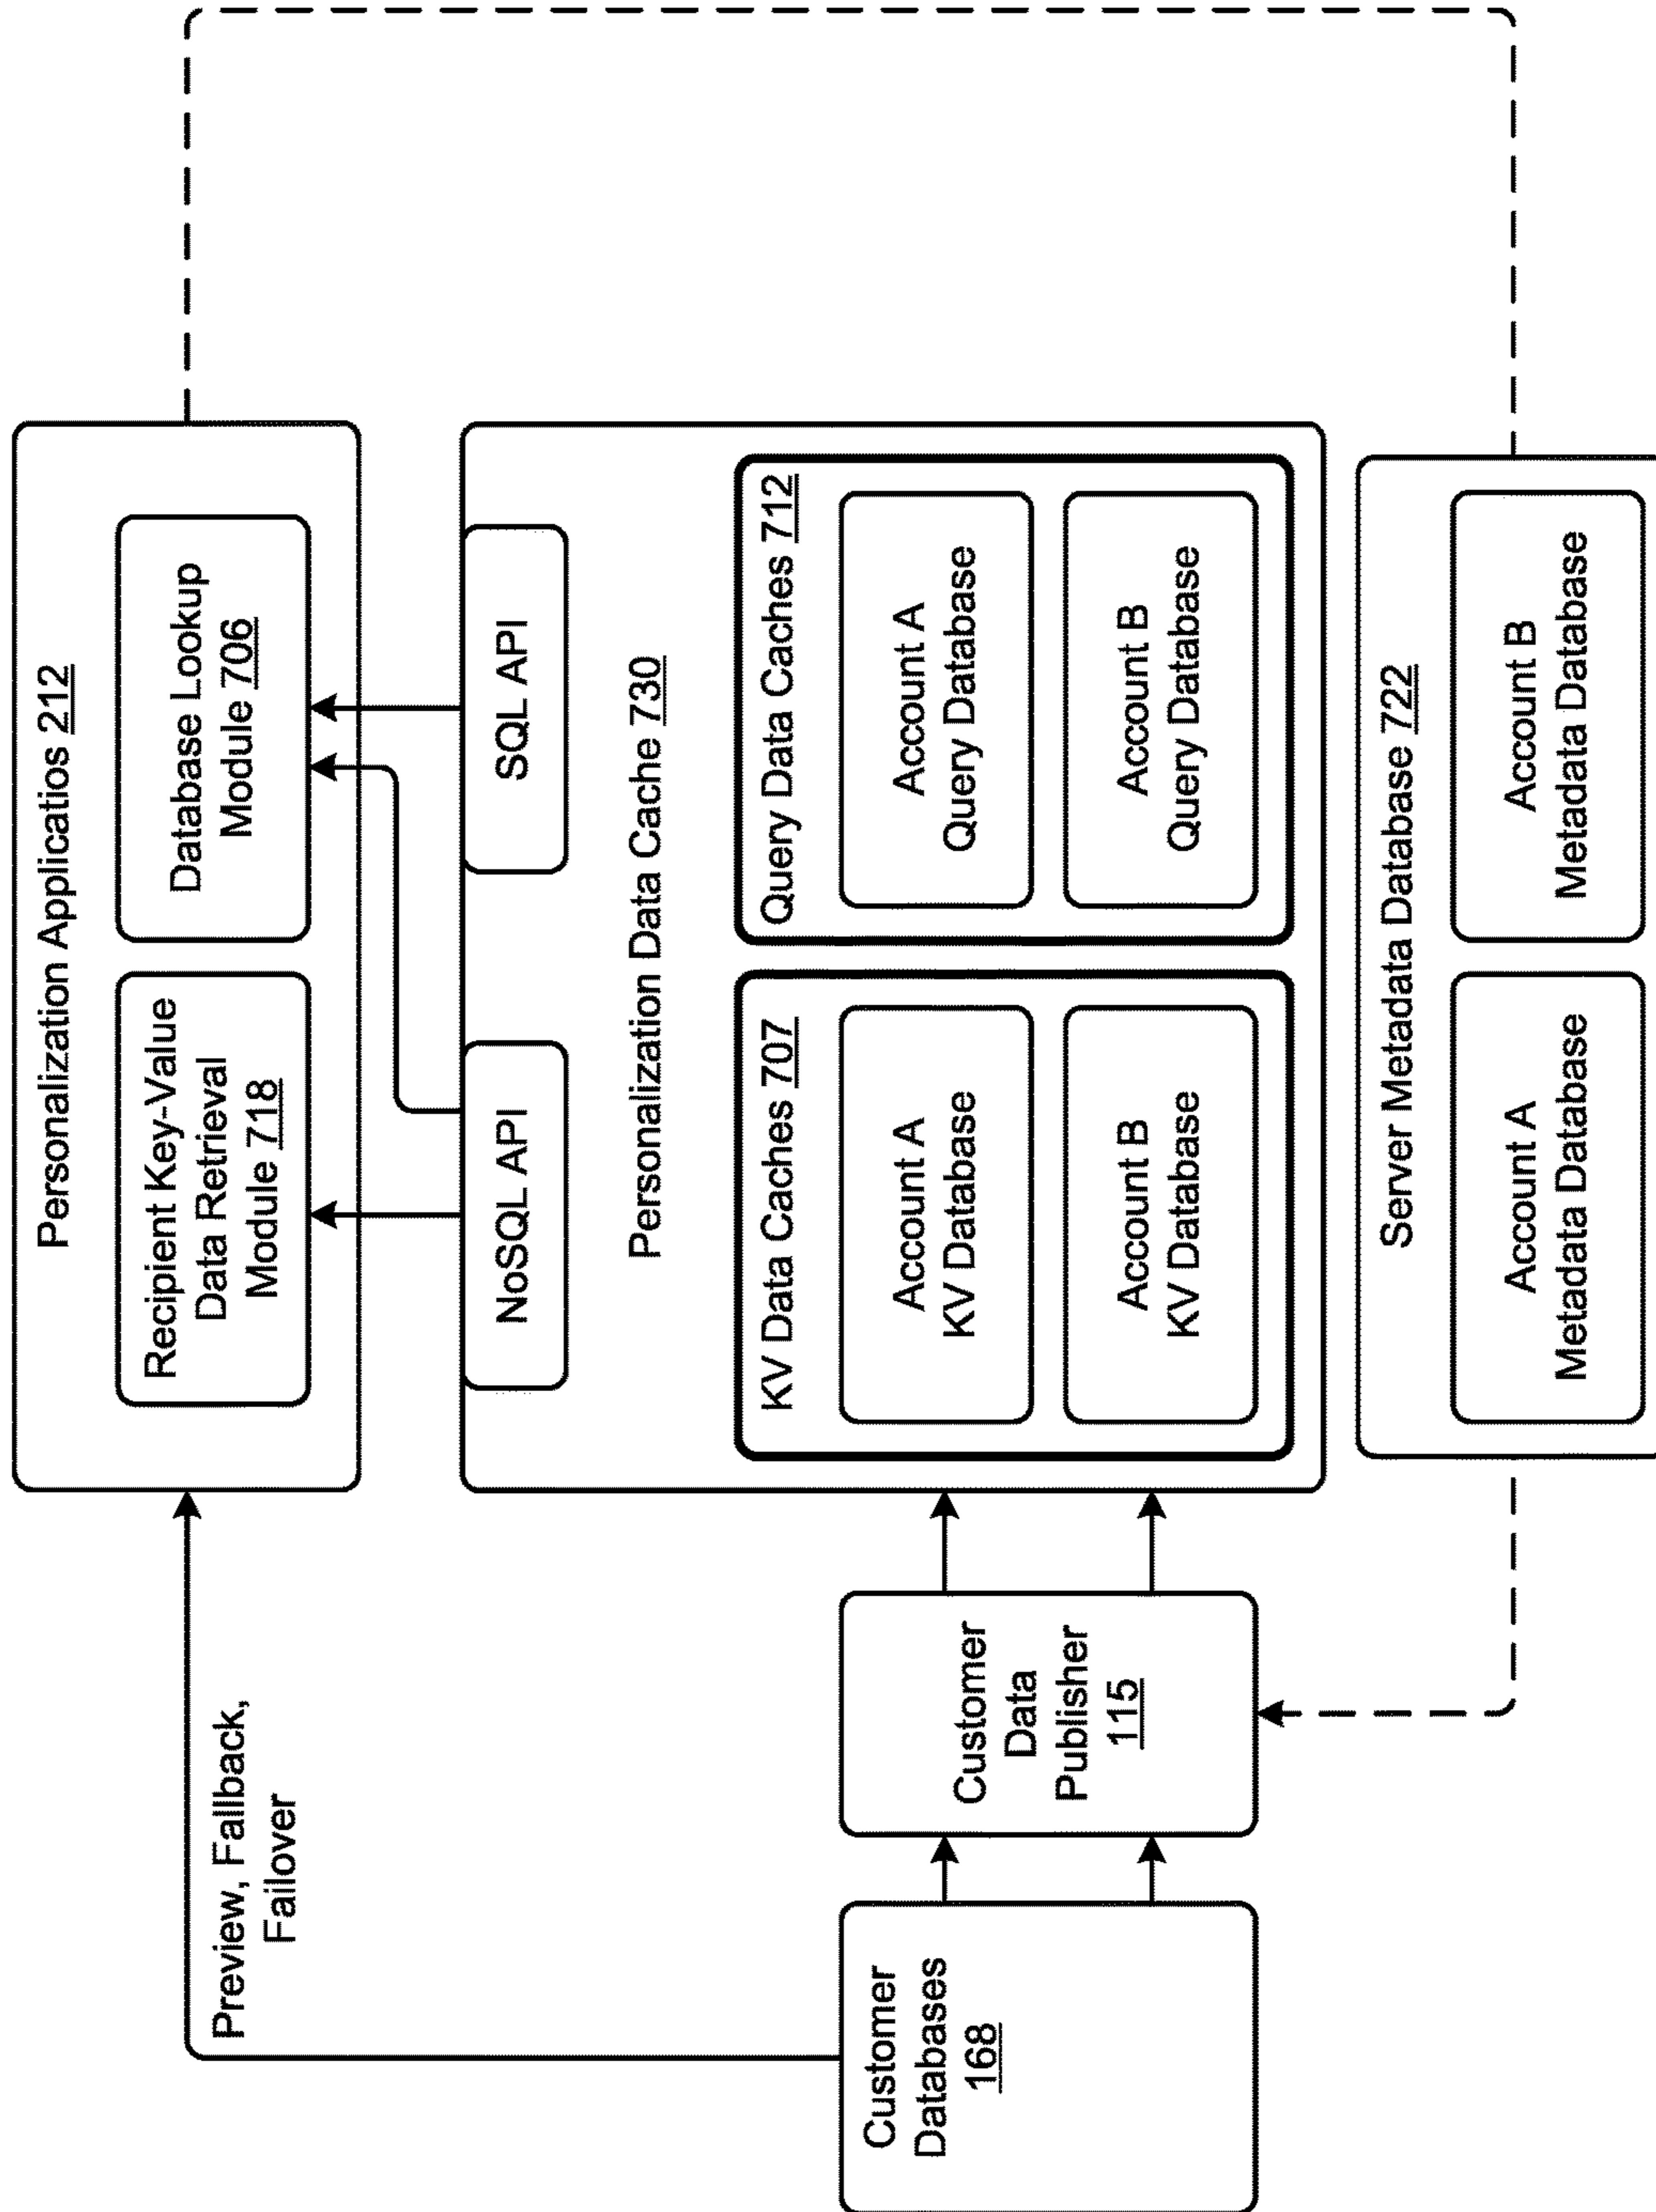 Personalization Applicatios 212
Recipient Key-Value
Data Retrieval
Module 718
Database Lookup
Module 706
Preview, Fallback,
Failover
NoSQL API
SQL API
Personalization Data Cache 730
KV Data Caches 707
Account A
KV Database
Account B
KV Database
Query Data Caches 712
Account A
Query Database
Account B
Query Database
Customer
Databases
168
Customer
Data
Publisher
115
Server Metadata Database 722
Account A
Metadata Database
Account B
Metadata Database